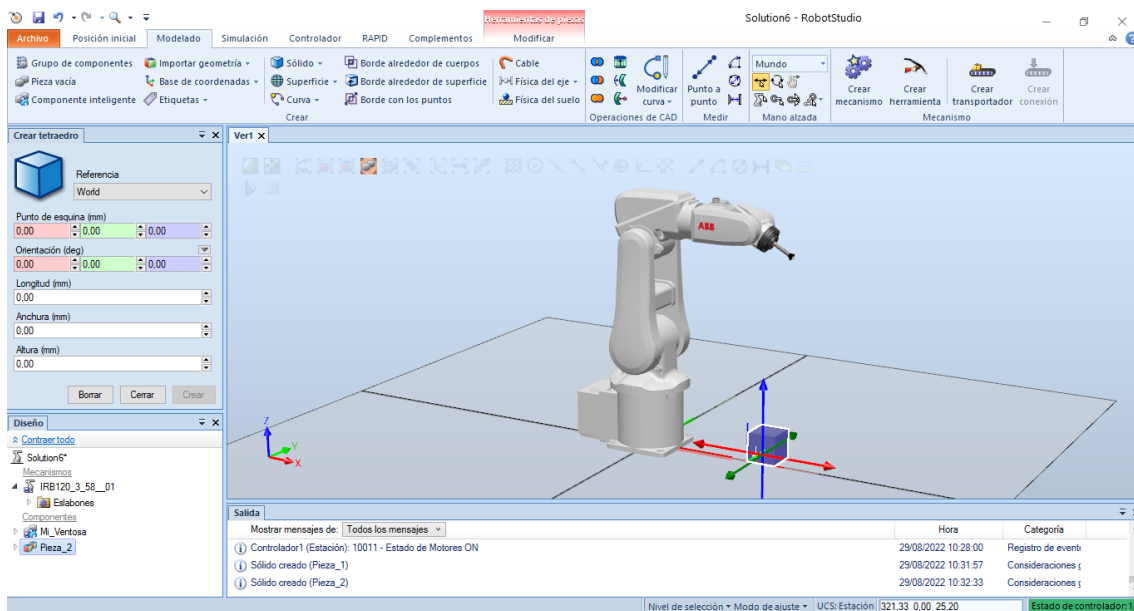 Herramientas de piezas
Solution6 - RobotStudio
Archivo Posición inicial Modelado Simulación Controlador RAPID Complementos Modificar
Grupo de componentes Importar geometría Sólido Borde alrededor de cuerpos Cable
Pieza vacía Base de coordenadas Superficie Borde alrededor de superficie Física del eje
Componente inteligente Etiquetas Curva Borde con los puntos Física del suelo
Modificar curva
Punto a punto
Mundo
Crear mecanismo
Crear herramienta
Crear transportador
Crear conexión
Crear Operaciones de CAD Medir Mano alzada Mecanismo
Crear tetraedro
Referencia
World
Punto de esquina (mm)
0,00 0,00 0,00
Orientación (deg)
0,00 0,00 0,00
Longitud (mm)
0,00
Anchura (mm)
0,00
Altura (mm)
0,00
Borrar Cerrar Crear
Diseño
Contraer todo
Solution6*
Mecanismos
IRB120_3_58__01
Eslabones
Componentes
Mi_Ventosa
Pieza_2
Ver1
ABB
Z
Y
X
Salida
Mostrar mensajes de: Todos los mensajes Hora Categoría
Controlador1 (Estación): 10011 - Estado de Motores ON 29/08/2022 10:28:00 Registro de evento
Sólido creado (Pieza_1) 29/08/2022 10:31:57 Consideraciones g
Sólido creado (Pieza_2) 29/08/2022 10:32:33 Consideraciones g
Nivel de selección Modo de ajuste UCS: Estación 321,33 0,00 25,20 Estado de controlador:1